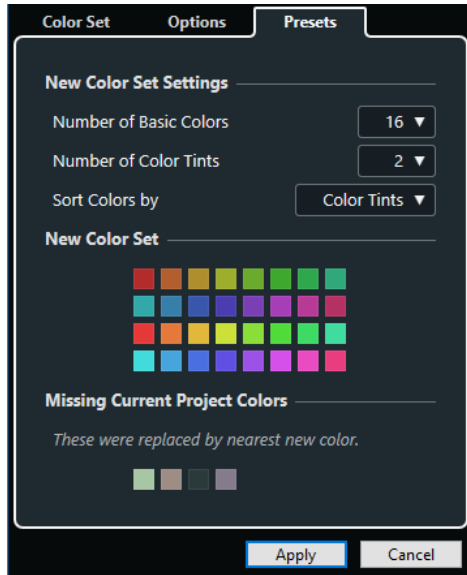 Color Set Options Presets
New Color Set Settings
Number of Basic Colors 16
Number of Color Tints 2
Sort Colors by Color Tints
New Color Set
Missing Current Project Colors
These were replaced by nearest new color.
Apply Cancel